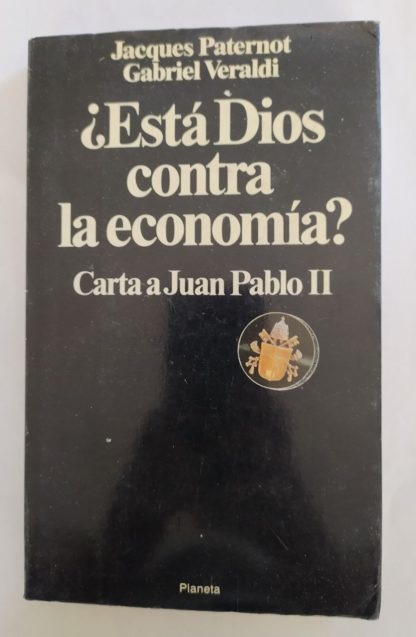 Jacques Paternot
Gabriel Veraldi
¿Está Dios
contra
la economía?
Carta a Juan Pablo II
Planeta